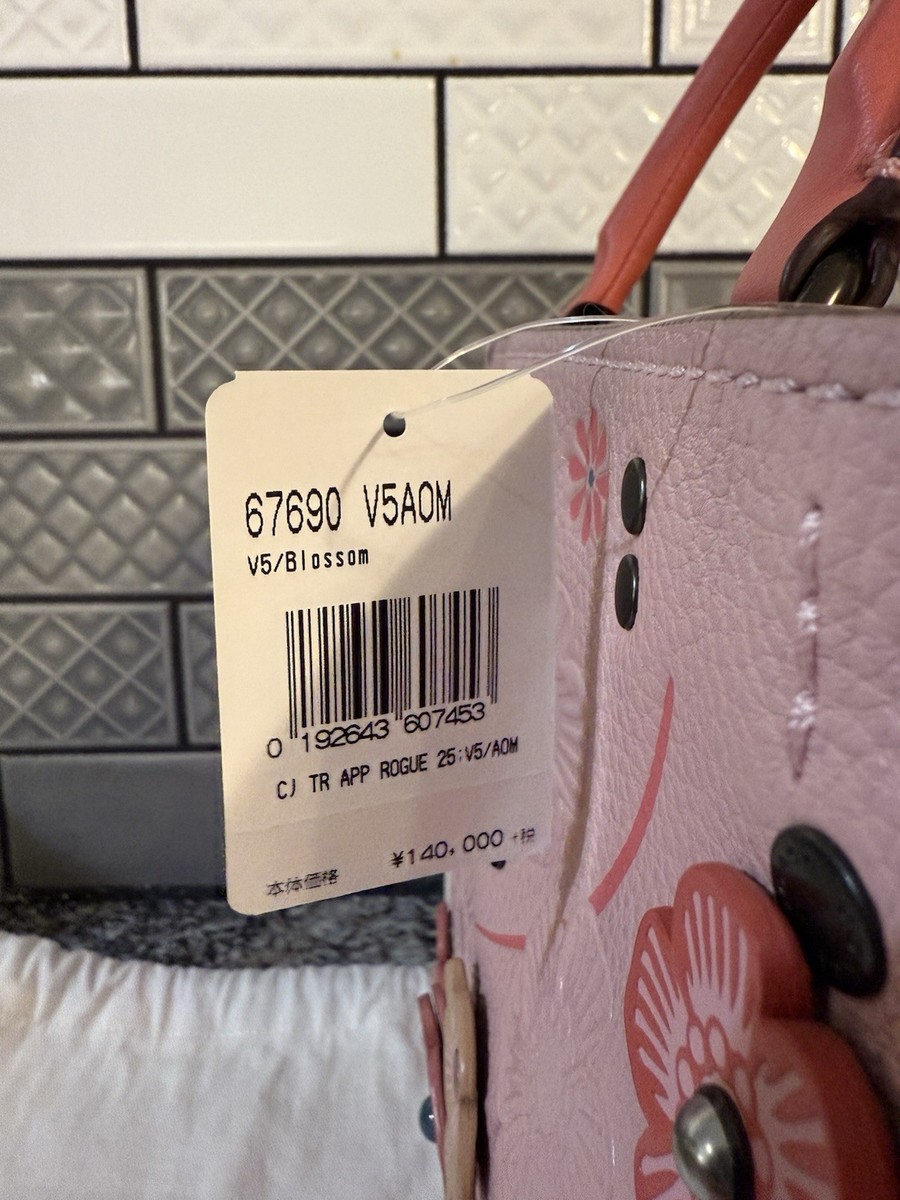 67690 V5AOM
V5/Blossom
0 192643 607453
CJ TR APP ROGUE 25:V5/AOM
本体価格 ¥140,000 +税